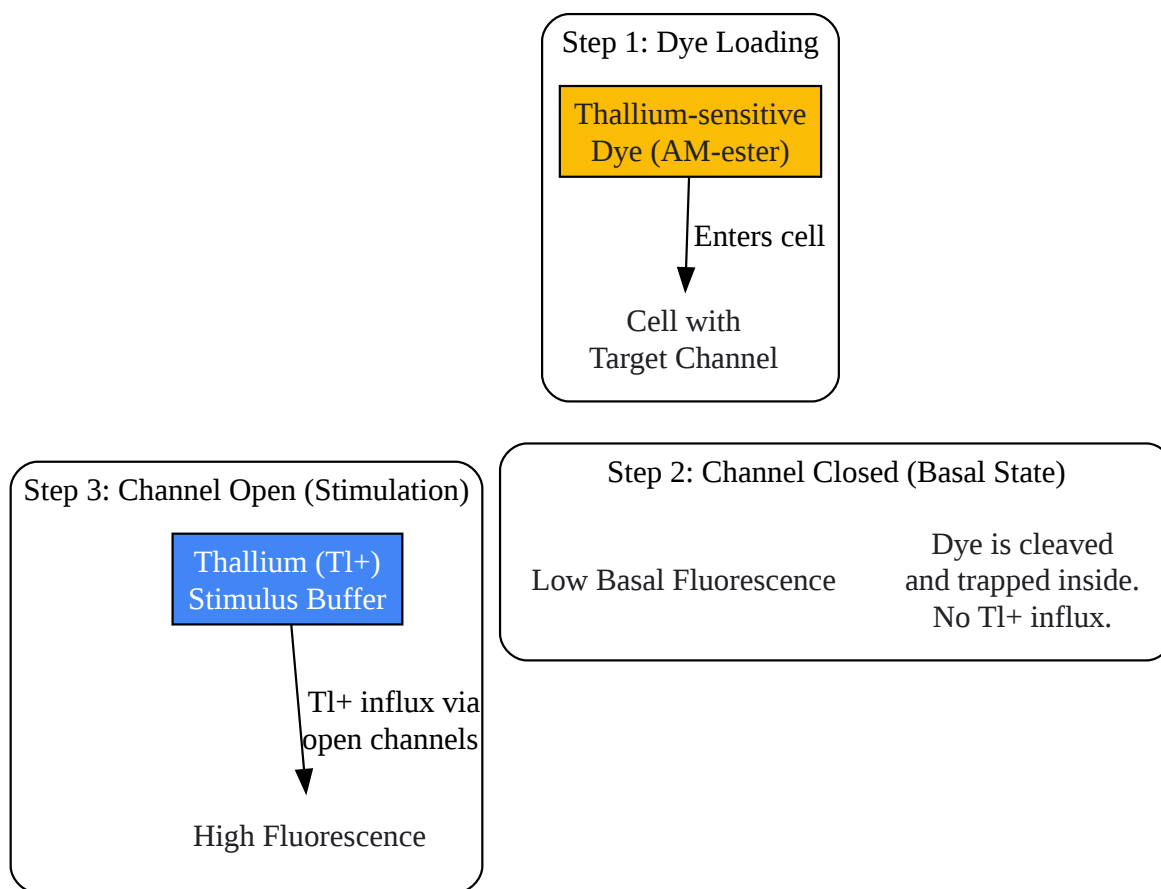 Step 1: Dye Loading
Thallium-sensitive
Dye (AM-ester)
Enters cell
Cell with
Target Channel
Step 2: Channel Closed (Basal State)
Low Basal Fluorescence
Dye is cleaved
and trapped inside.
No Tl+ influx.
Step 3: Channel Open (Stimulation)
Thallium (Tl+)
Stimulus Buffer
Tl+ influx via
open channels
High Fluorescence